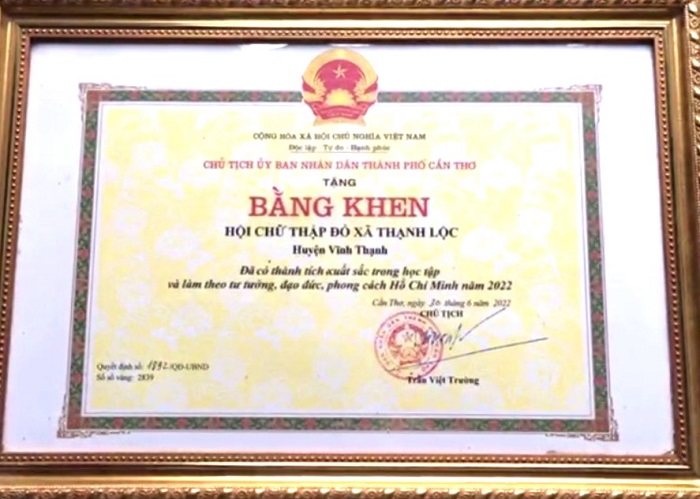 CỘNG HÒA XÃ HỘI CHỦ NGHĨA VIỆT NAM
Độc lập - Tự do - Hạnh phúc
CHỦ TỊCH ỦY BAN NHÂN DÂN THÀNH PHỐ CẦN THƠ
TẶNG
BẰNG KHEN
HỘI CHỮ THẬP ĐỎ XÃ THẠNH LỘC
Huyện Vĩnh Thạnh
Đã có thành tích xuất sắc trong học tập
và làm theo tư tưởng, đạo đức, phong cách Hồ Chí Minh năm 2022
Cần Thơ, ngày 30 tháng 6 năm 2022
CHỦ TỊCH
Quyết định số: /QĐ-UBND
Số sổ vàng: 2839
Trần Việt Trường